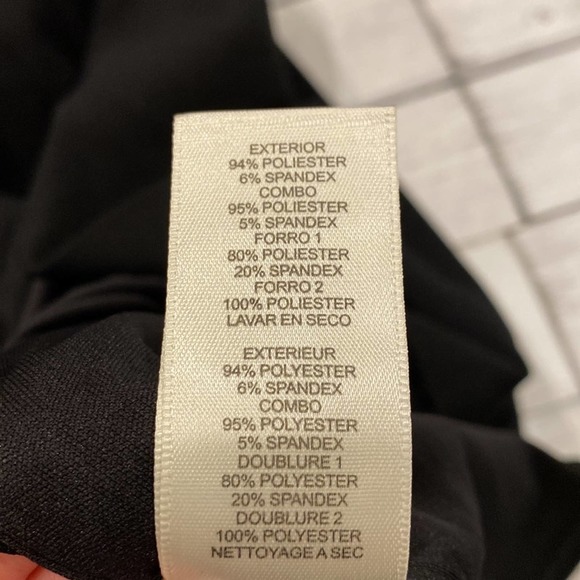 EXTERIOR
94% POLIESTER
6% SPANDEX
COMBO
95% POLIESTER
5% SPANDEX
FORRO 1
80% POLIESTER
20% SPANDEX
FORRO 2
100% POLIESTER
LAVAR EN SECO
EXTERIEUR
94% POLYESTER
6% SPANDEX
COMBO
95% POLYESTER
5% SPANDEX
DOUBLURE 1
80% POLYESTER
20% SPANDEX
DOUBLURE 2
100% POLYESTER
NETTOYAGE A SEC